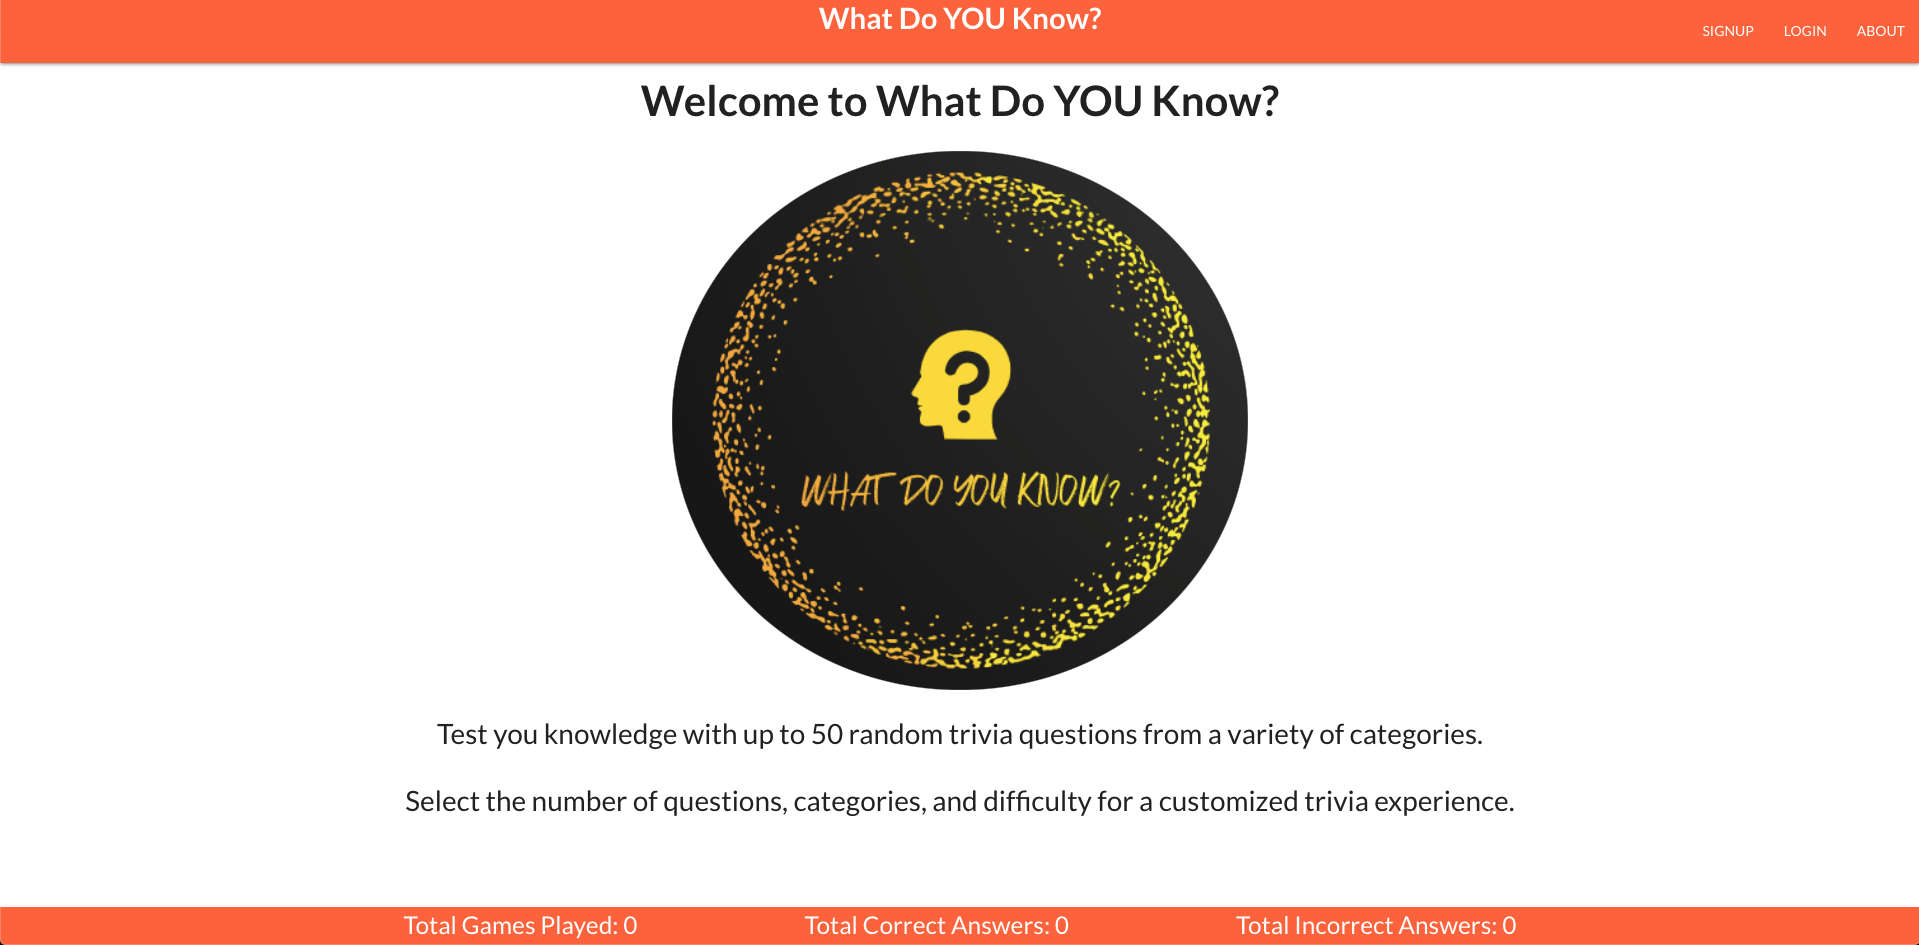 What Do YOU Know?
SIGNUP LOGIN ABOUT
Welcome to What Do YOU Know?
?
WHAT DO YOU KNOW?
Test you knowledge with up to 50 random trivia questions from a variety of categories.
Select the number of questions, categories, and difficulty for a customized trivia experience.
Total Games Played: 0 Total Correct Answers: 0 Total Incorrect Answers: 0